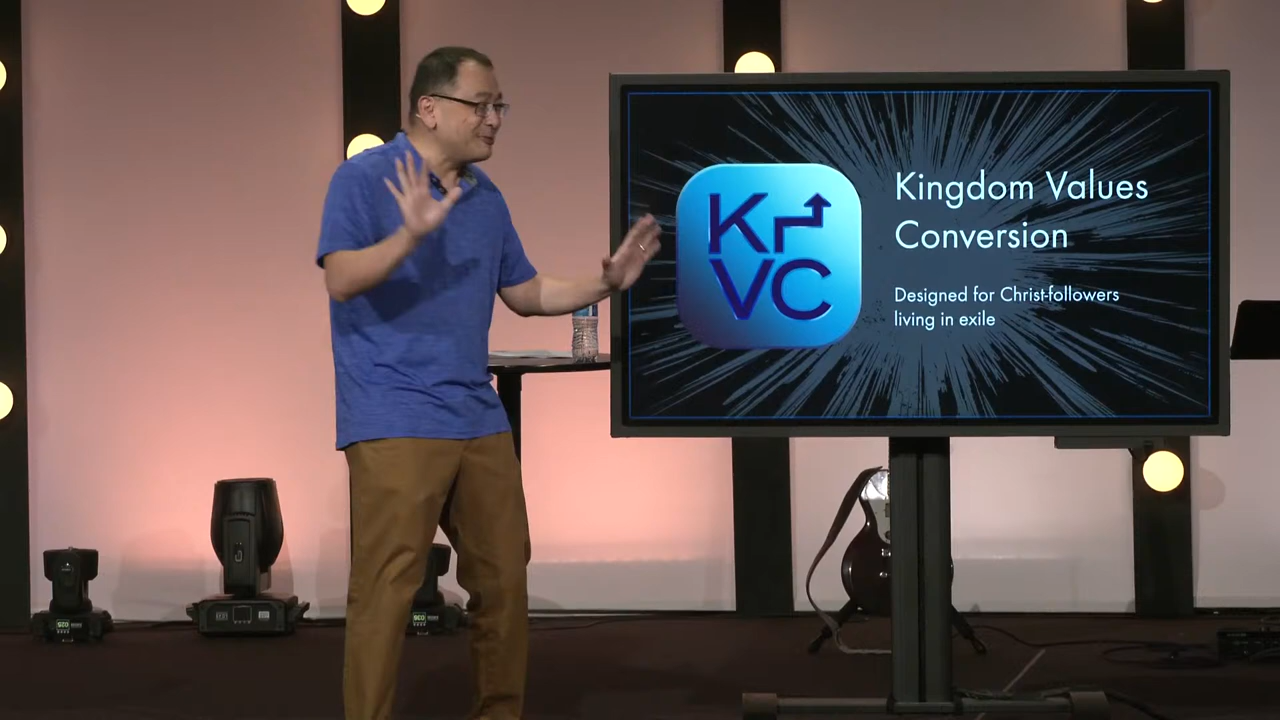 K
VC
Kingdom Values
Conversion
Designed for Christ-followers
living in exile